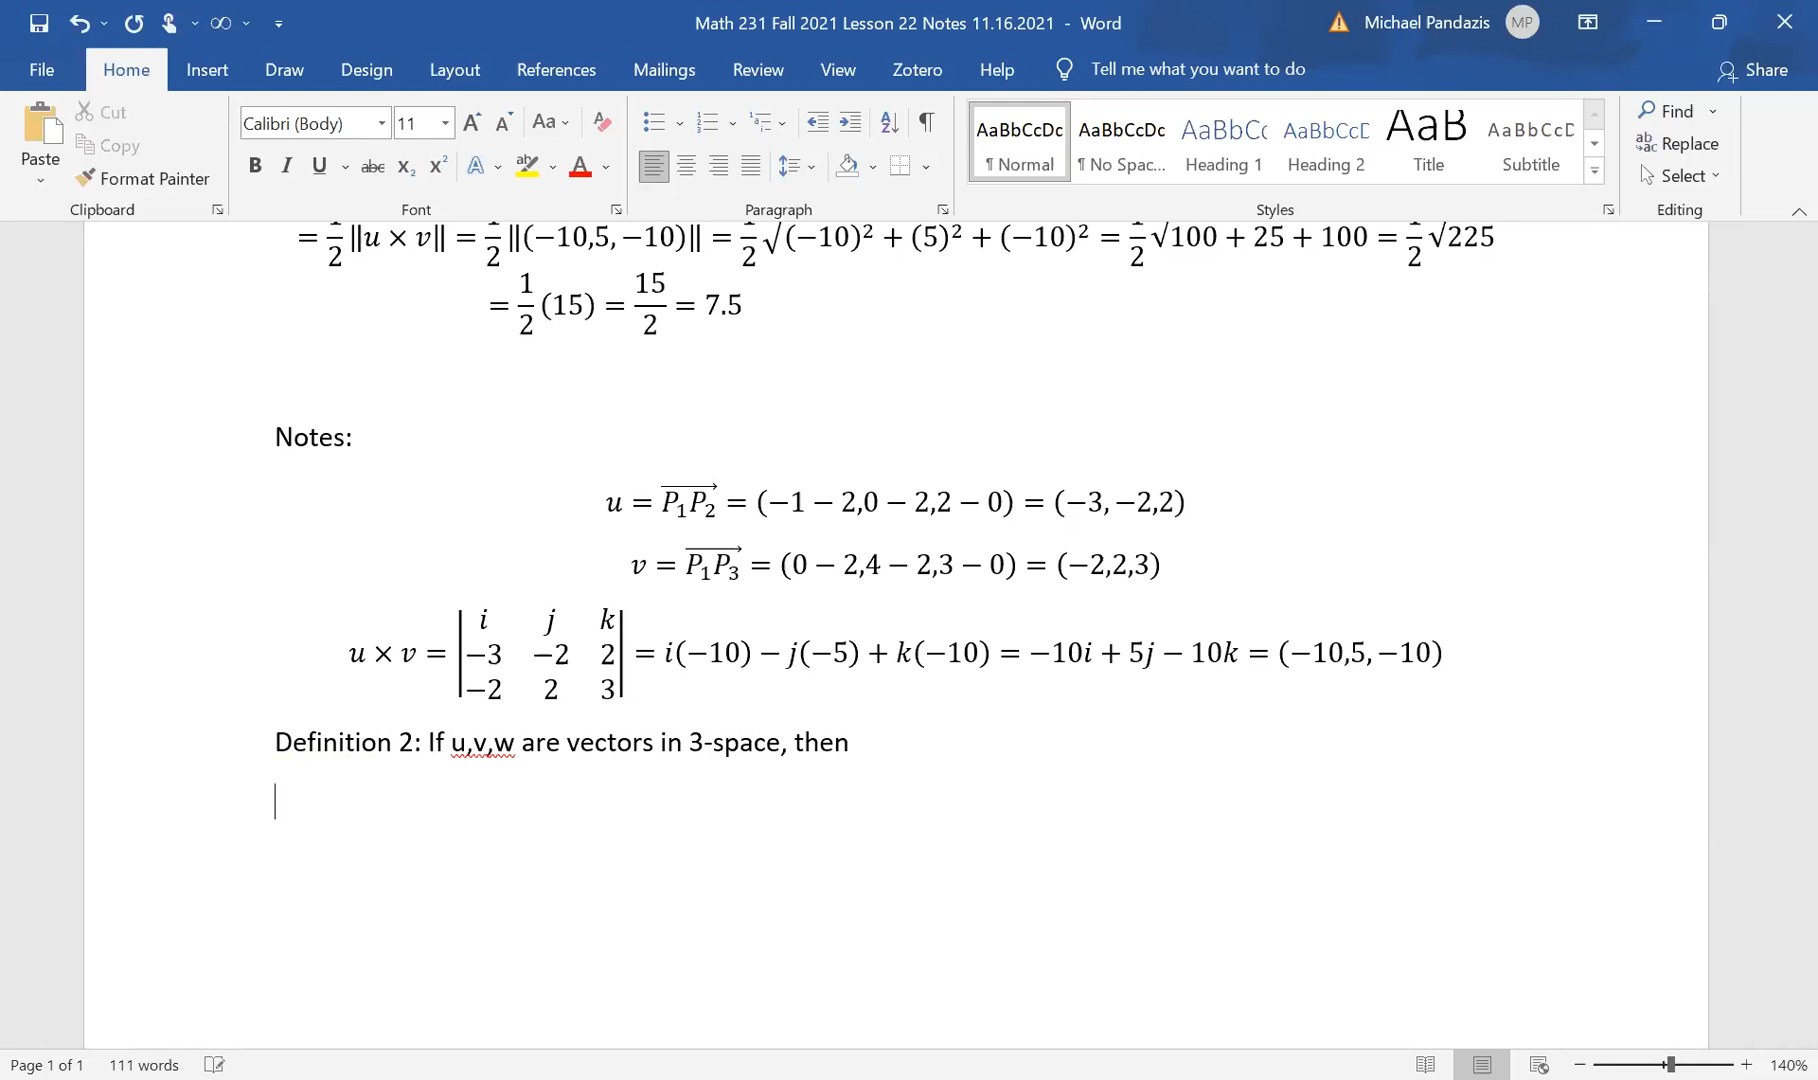 Math 231 Fall 2021 Lesson 22 Notes 11.16.2021 - Word
Michael Pandazis MP
File Home Insert Draw Design Layout References Mailings Review View Zotero Help Tell me what you want to do Share
Paste
Cut
Copy
Format Painter
Clipboard
Calibri (Body) 11 A A Aa A
B I U abc x₂ x² A A
Font
Paragraph
AaBbCcDc ¶ Normal
AaBbCcDc ¶ No Spac...
AaBbCc Heading 1
AaBbCcD Heading 2
AaB Title
AaBbCcD Subtitle
Styles
Find
Replace
Select
Editing
= 1/2 ‖u × v‖ = 1/2 ‖(−10,5, −10)‖ = 1/2 √(−10)² + (5)² + (−10)² = 1/2 √100 + 25 + 100 = 1/2 √225
= 1/2 (15) = 15/2 = 7.5
Notes:
u = P₁P₂ = (−1 − 2,0 − 2,2 − 0) = (−3, −2,2)
v = P₁P₃ = (0 − 2,4 − 2,3 − 0) = (−2,2,3)
i j k
u × v = −3 −2 2 = i(−10) − j(−5) + k(−10) = −10i + 5j − 10k = (−10,5, −10)
−2 2 3
Definition 2: If u,v,w are vectors in 3-space, then
Page 1 of 1 111 words 140%